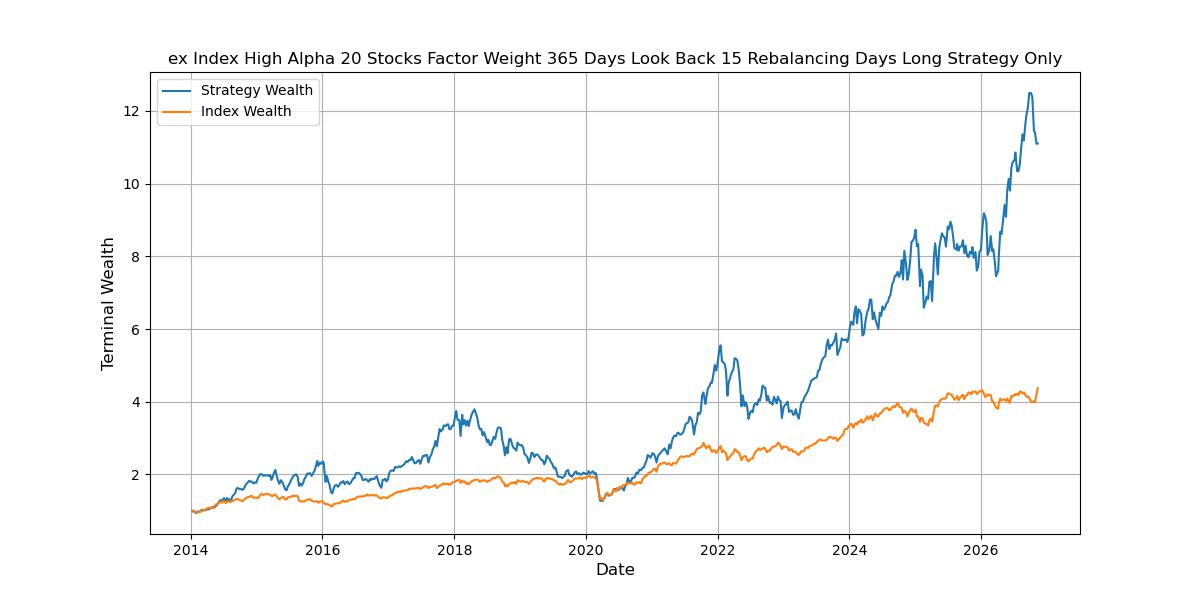 ex Index High Alpha 20 Stocks Factor Weight 365 Days Look Back 15 Rebalancing Days Long Strategy Only
Strategy Wealth
Index Wealth
12
10
8
6
4
2
Terminal Wealth
2014
2016
2018
2020
2022
2024
2026
Date